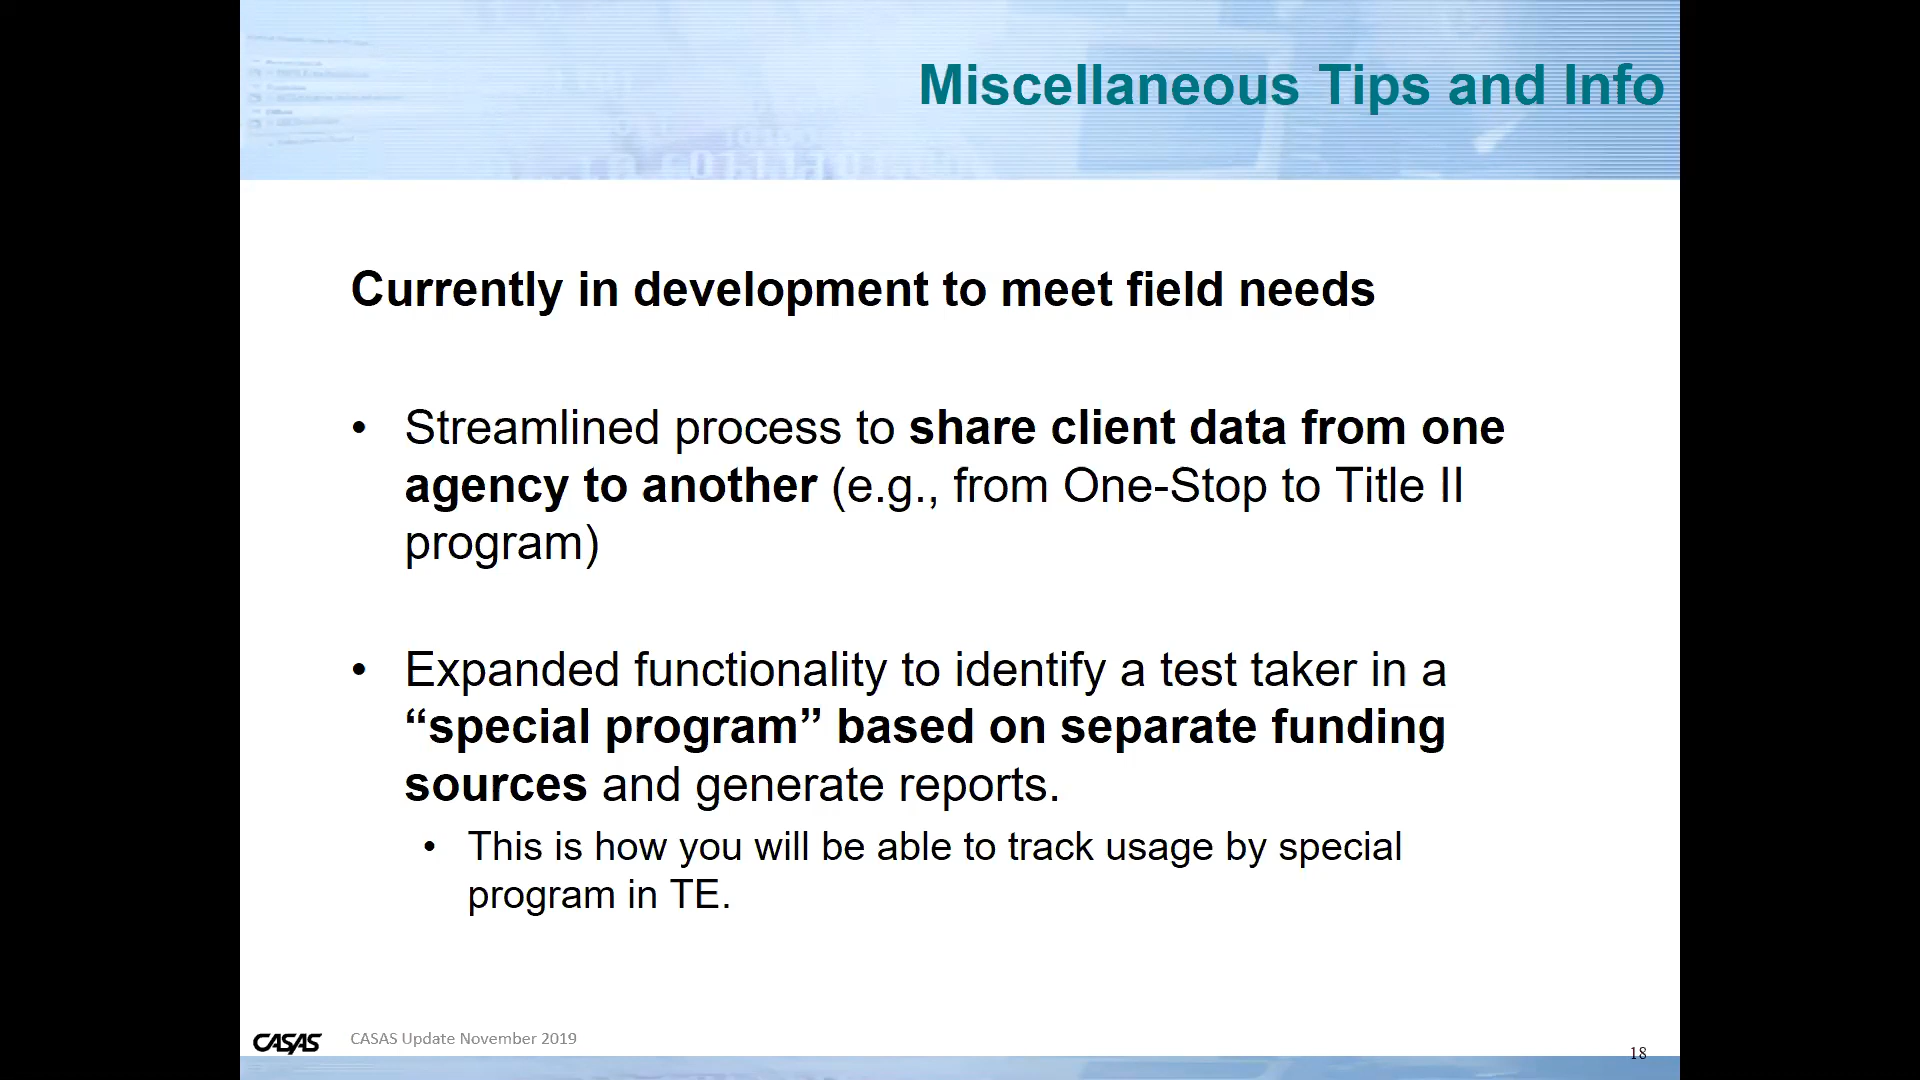 Miscellaneous Tips and Info
Currently in development to meet field needs
• Streamlined process to share client data from one
agency to another (e.g., from One-Stop to Title II
program)
• Expanded functionality to identify a test taker in a
“special program” based on separate funding
sources and generate reports.
• This is how you will be able to track usage by special
program in TE.
CASAS
CASAS Update November 2019
18